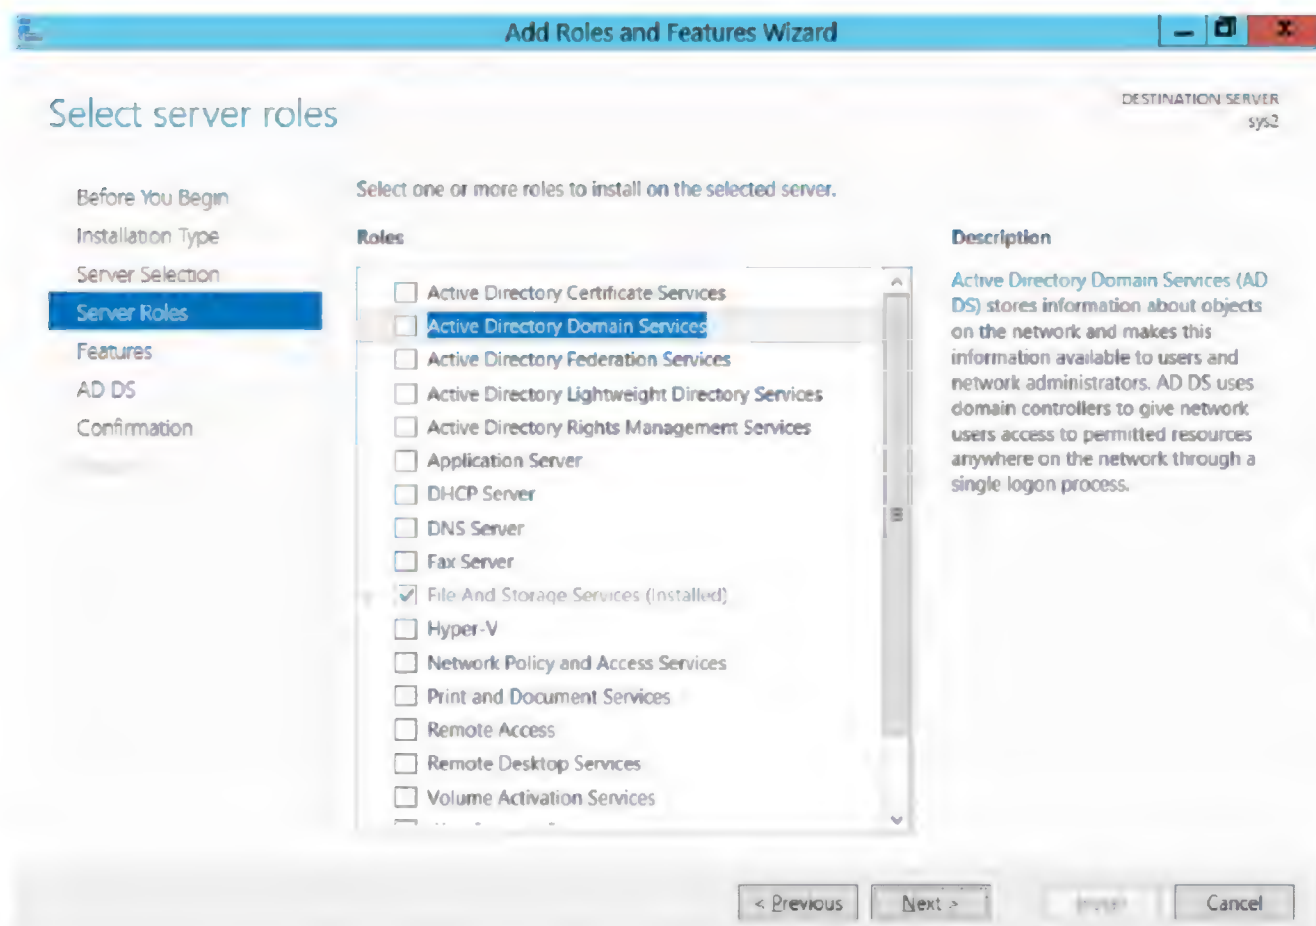 Add Roles and Features Wizard
Select server roles
DESTINATION SERVER
sys2
Before You Begin
Installation Type
Server Selection
Server Roles
Features
AD DS
Confirmation
Select one or more roles to install on the selected server.
Roles
Active Directory Certificate Services
Active Directory Domain Services
Active Directory Federation Services
Active Directory Lightweight Directory Services
Active Directory Rights Management Services
Application Server
DHCP Server
DNS Server
Fax Server
File And Storage Services (Installed)
Hyper-V
Network Policy and Access Services
Print and Document Services
Remote Access
Remote Desktop Services
Volume Activation Services
Description
Active Directory Domain Services (AD
DS) stores information about objects
on the network and makes this
information available to users and
network administrators. AD DS uses
domain controllers to give network
users access to permitted resources
anywhere on the network through a
single logon process.
< Previous
Next >
Cancel